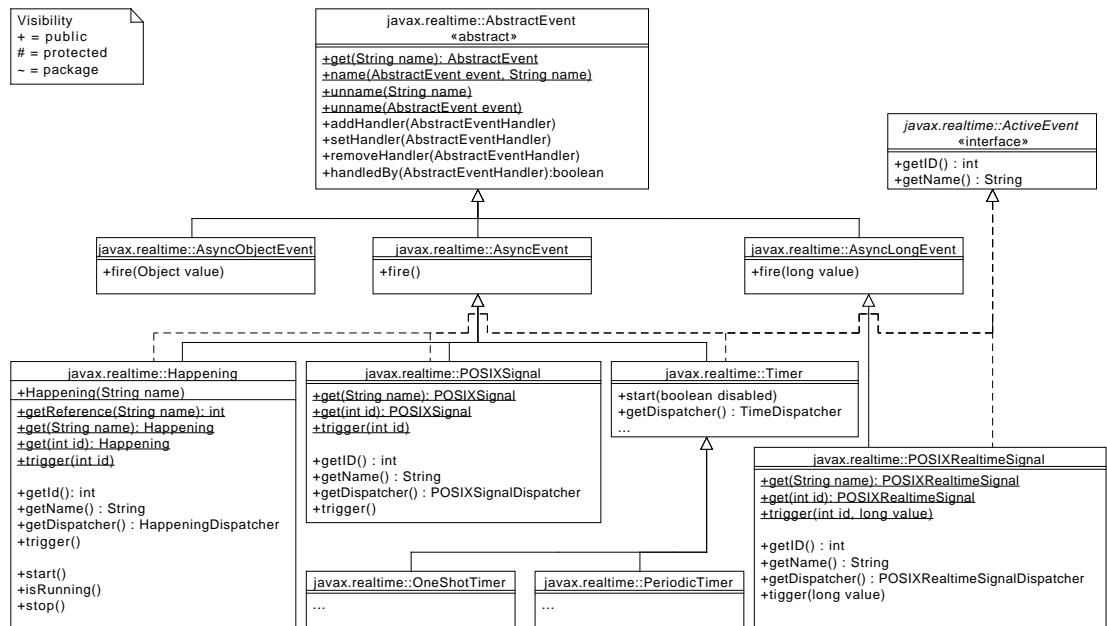 Visibility
+ = public
# = protected
~ = package
javax.realtime::AbstractEvent
«abstract»
+get(String name): AbstractEvent
+name(AbstractEvent event, String name)
+unname(String name)
+unname(AbstractEvent event)
+addHandler(AbstractEventHandler)
+setHandler(AbstractEventHandler)
+removeHandler(AbstractEventHandler)
+handledBy(AbstractEventHandler):boolean
javax.realtime::ActiveEvent
«interface»
+getID() : int
+getName() : String
javax.realtime::AsyncObjectEvent
+fire(Object value)
javax.realtime::AsyncEvent
+fire()
javax.realtime::AsyncLongEvent
+fire(long value)
javax.realtime::Happening
+Happening(String name)
+getReference(String name): int
+get(String name): Happening
+get(int id): Happening
+trigger(int id)
+getId(): int
+getName() : String
+getDispatcher() : HappeningDispatcher
+trigger()
+start()
+isRunning()
+stop()
javax.realtime::POSIXSignal
+get(String name): POSIXSignal
+get(int id): POSIXSignal
+trigger(int id)
+getID() : int
+getName() : String
+getDispatcher() : POSIXSignalDispatcher
+trigger()
javax.realtime::Timer
+start(boolean disabled)
+getDispatcher() : TimeDispatcher
...
javax.realtime::POSIXRealtimeSignal
+get(String name): POSIXRealtimeSignal
+get(int id): POSIXRealtimeSignal
+trigger(int id, long value)
+getID() : int
+getName() : String
+getDispatcher() : POSIXRealtimeSignalDispatcher
+tigger(long value)
javax.realtime::OneShotTimer
...
javax.realtime::PeriodicTimer
...